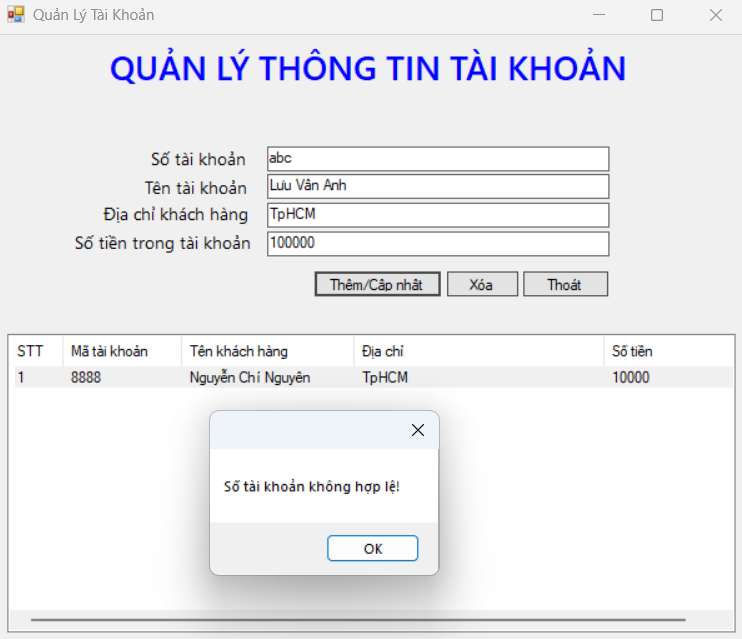 Quản Lý Tài Khoản
QUẢN LÝ THÔNG TIN TÀI KHOẢN
Số tài khoản abc
Tên tài khoản Lưu Vân Anh
Địa chỉ khách hàng TpHCM
Số tiền trong tài khoản 100000
Thêm/Cập nhật Xóa Thoát
STT Mã tài khoản Tên khách hàng Địa chỉ Số tiền
1 8888 Nguyễn Chí Nguyên TpHCM 10000
Số tài khoản không hợp lệ!
OK